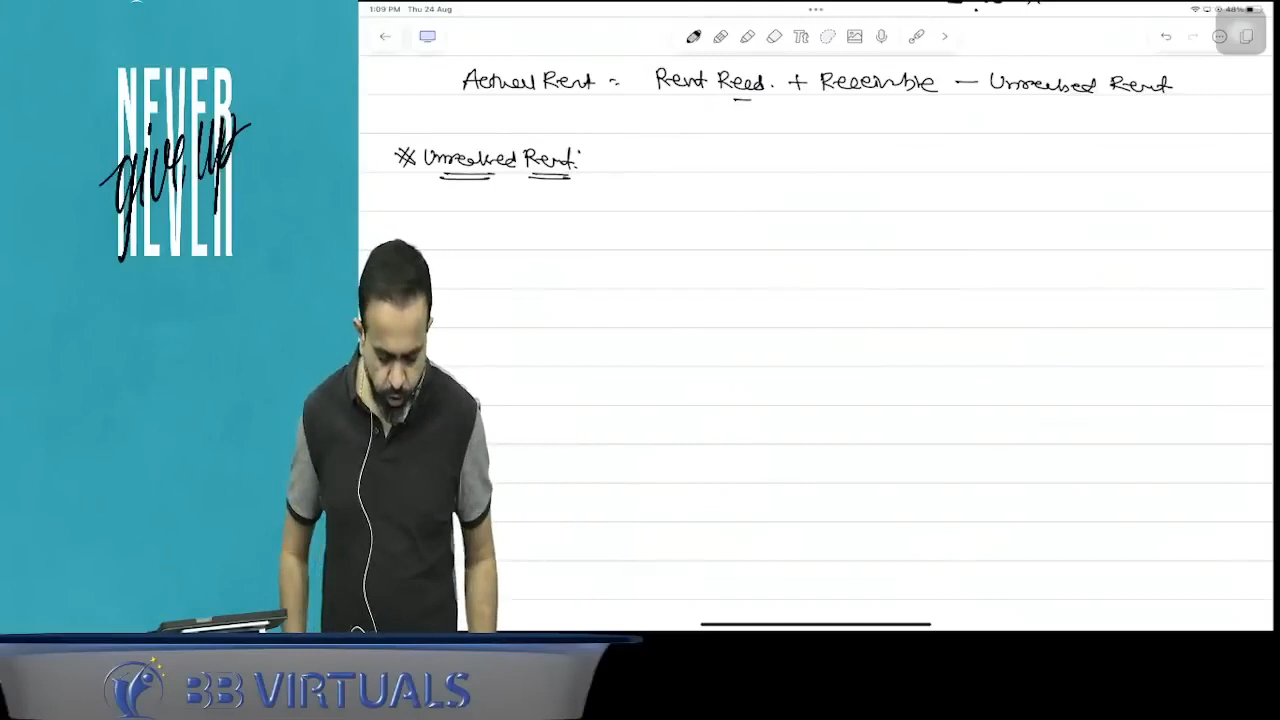 1:09 PM Thu 24 Aug
48%
Actual Rent = Rent Recd. + Receivable - Unrealised Rent
* Unrealised Rent:
NEVER
give up
NEVER
BB VIRTUALS